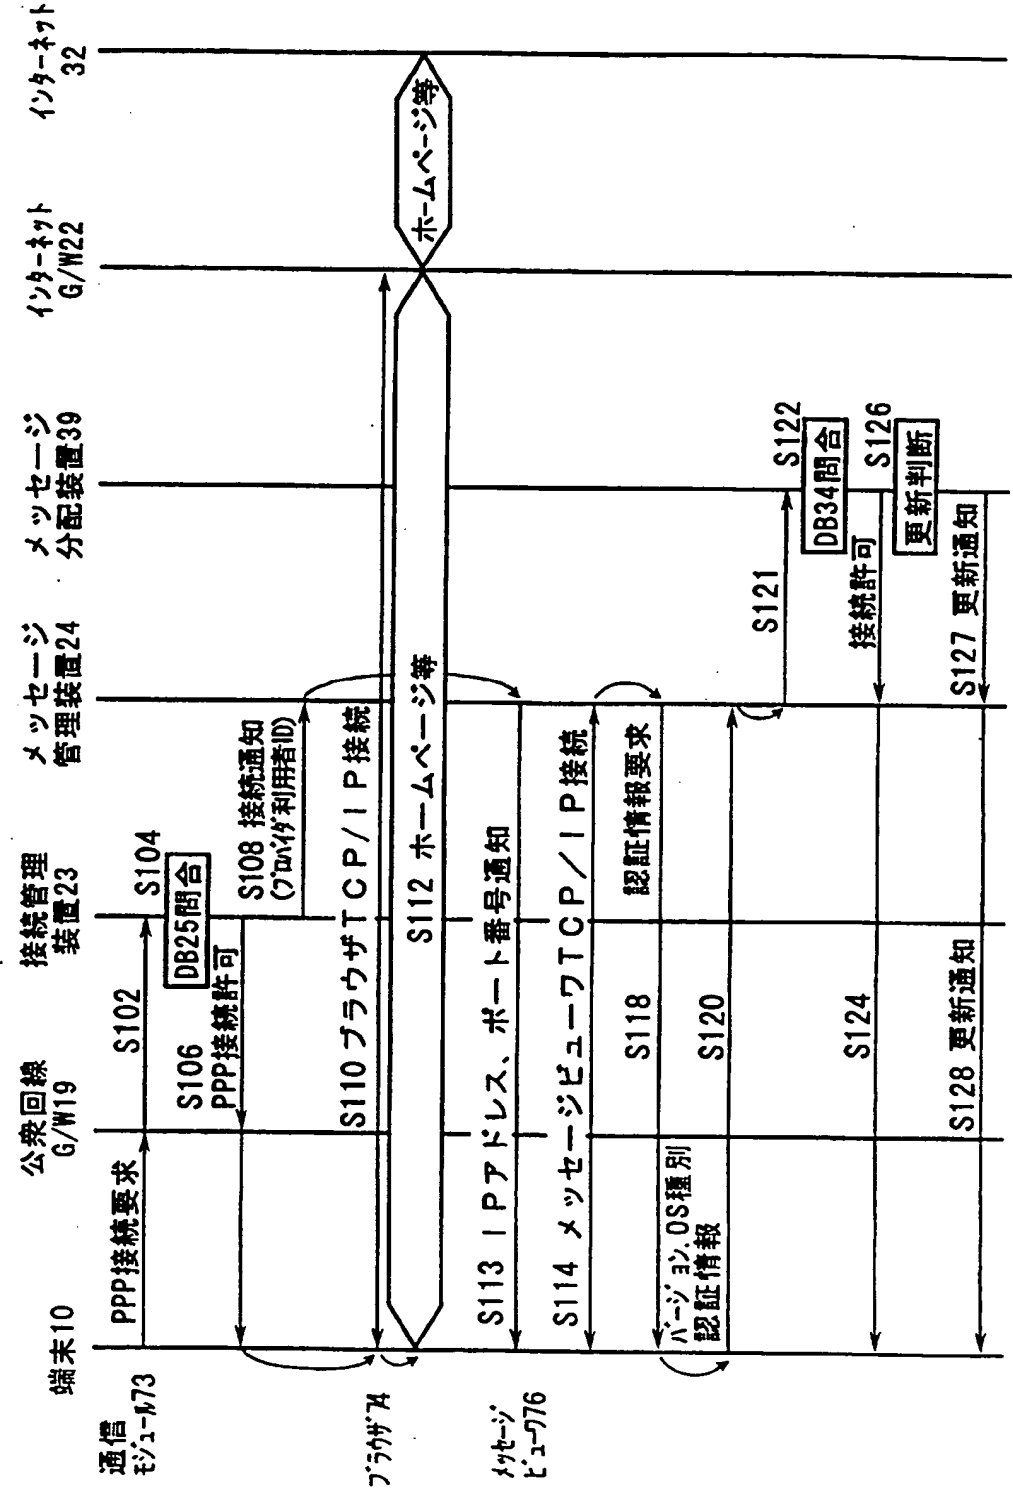 端末10
公衆回線
G/W19
接続管理
装置23
メッセージ
管理装置24
メッセージ
分配装置39
インターネット
G/W22
インターネット
32
通信
モジュール73
PPP接続要求
S102
S104
DB25問合
S106
PPP接続許可
S108 接続通知
(プロバイダ利用者ID)
ブラウザ74
S110 ブラウザTCP/IP接続
S112 ホームページ等
ホームページ等
メッセージ
ビューワ76
S113 IPアドレス、ポート番号通知
S114 メッセージビューワTCP/IP接続
S118
認証情報要求
バージョン.OS種別
認証情報
S120
S121
S122
DB34問合
S124
接続許可
S126
更新判断
S127 更新通知
S128 更新通知